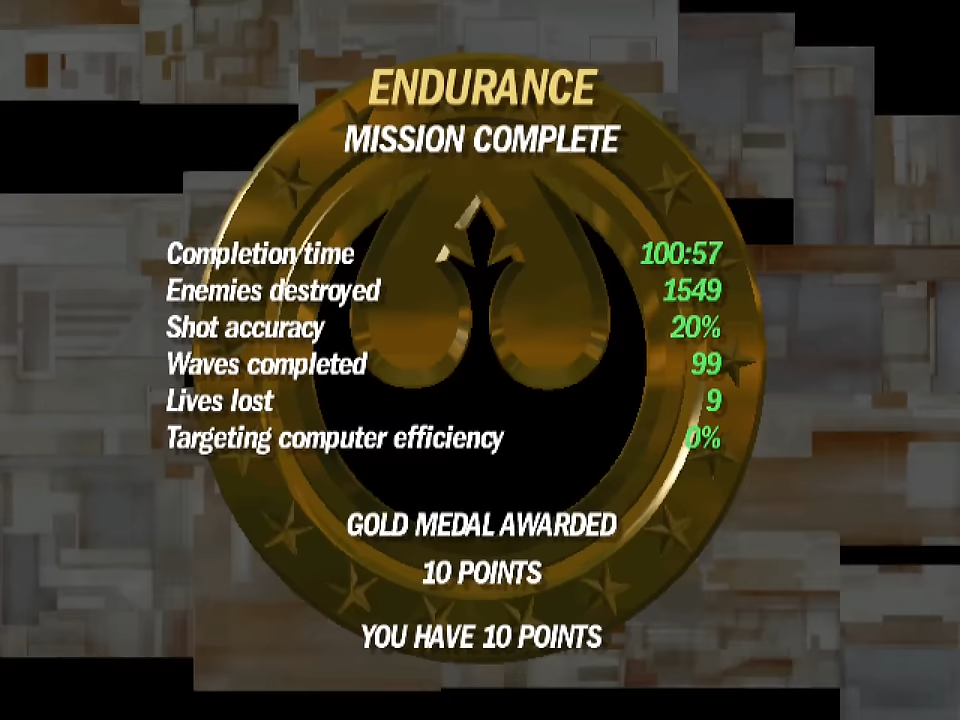 ENDURANCE
MISSION COMPLETE
Completion time 100:57
Enemies destroyed 1549
Shot accuracy 20%
Waves completed 99
Lives lost 9
Targeting computer efficiency 0%
GOLD MEDAL AWARDED
10 POINTS
YOU HAVE 10 POINTS